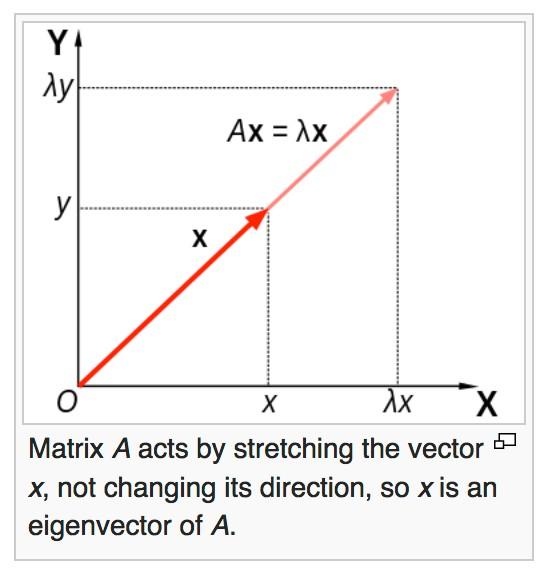 Y
λy
Ax = λx
y
x
O
x
λx
X
Matrix A acts by stretching the vector
x, not changing its direction, so x is an
eigenvector of A.